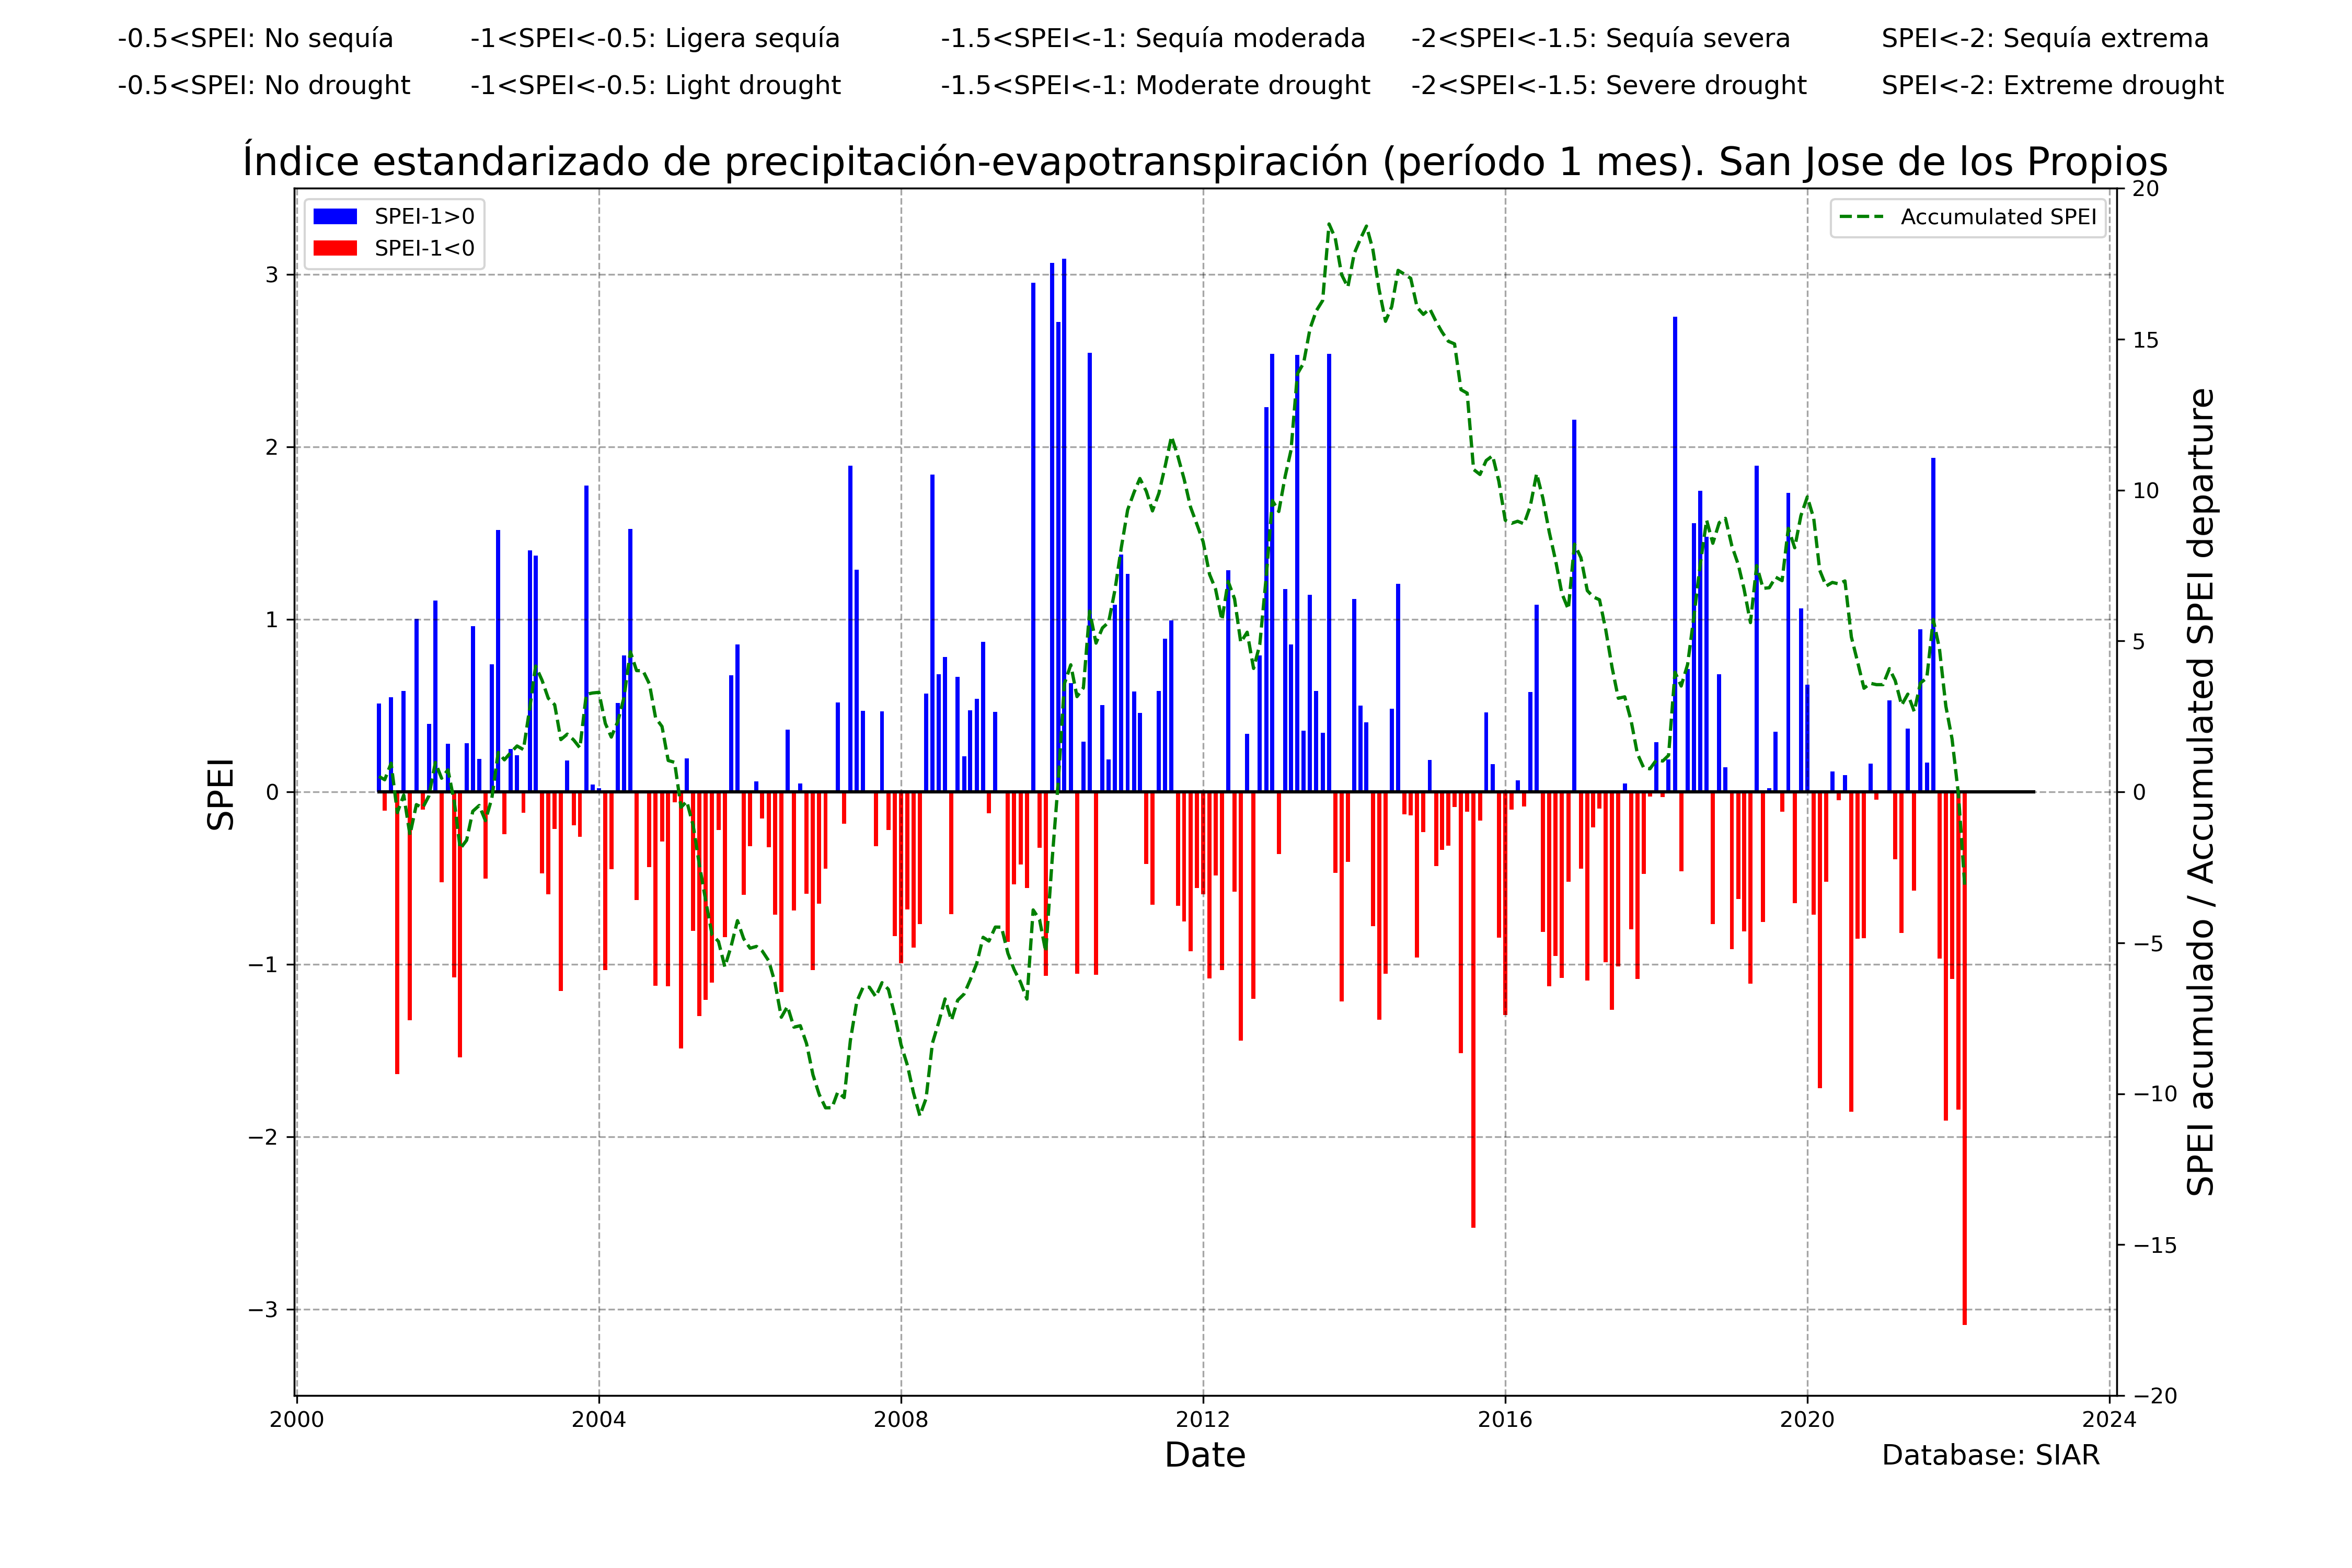 -0.5<SPEI: No sequía -1<SPEI<-0.5: Ligera sequía -1.5<SPEI<-1: Sequía moderada -2<SPEI<-1.5: Sequía severa SPEI<-2: Sequía extrema
-0.5<SPEI: No drought -1<SPEI<-0.5: Light drought -1.5<SPEI<-1: Moderate drought -2<SPEI<-1.5: Severe drought SPEI<-2: Extreme drought
Índice estandarizado de precipitación-evapotranspiración (período 1 mes). San Jose de los Propios
SPEI-1>0
SPEI-1<0
Accumulated SPEI
SPEI
3
2
1
0
−1
−2
−3
20
15
10
5
0
−5
−10
−15
−20
SPEI acumulado / Accumulated SPEI departure
2000 2004 2008 2012 2016 2020 2024
Date
Database: SIAR